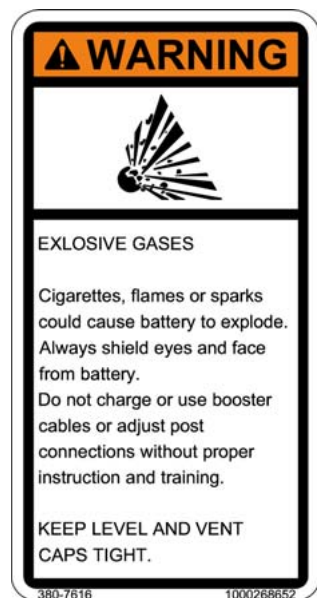 WARNING
EXLOSIVE GASES
Cigarettes, flames or sparks
could cause battery to explode.
Always shield eyes and face
from battery.
Do not charge or use booster
cables or adjust post
connections without proper
instruction and training.
KEEP LEVEL AND VENT
CAPS TIGHT.
380-7616 1000268652